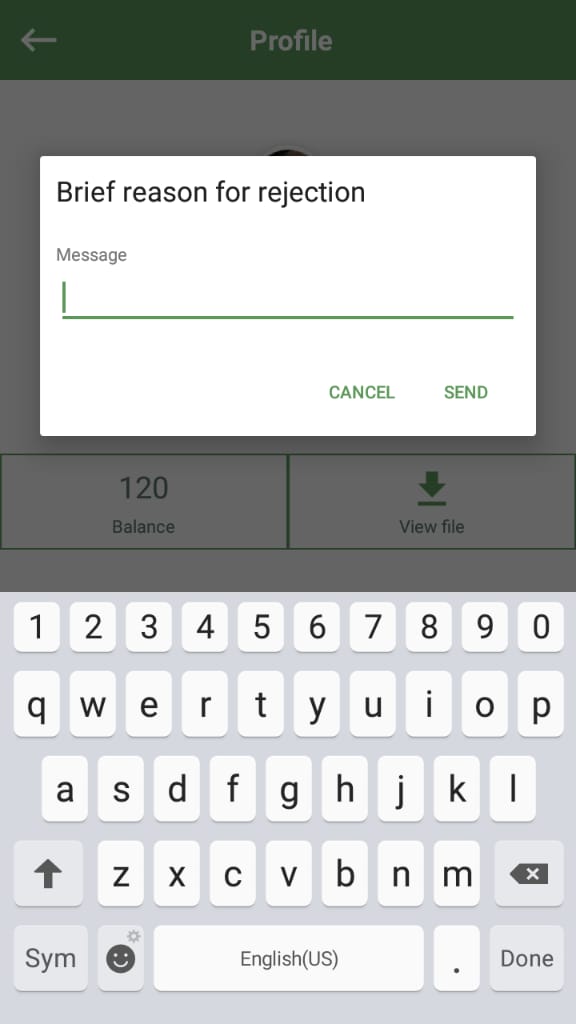 Profile
Brief reason for rejection
Message
CANCEL SEND
120
Balance View file
1 2 3 4 5 6 7 8 9 0
q w e r t y u i o p
a s d f g h j k l
z x c v b n m
Sym English(US) . Done